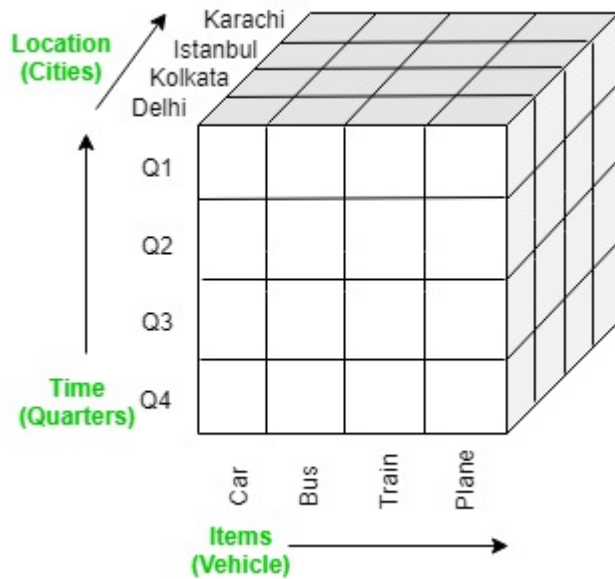 Location
(Cities)
Karachi
Istanbul
Kolkata
Delhi
Q1
Q2
Q3
Q4
Time
(Quarters)
Car
Bus
Train
Plane
Items
(Vehicle)